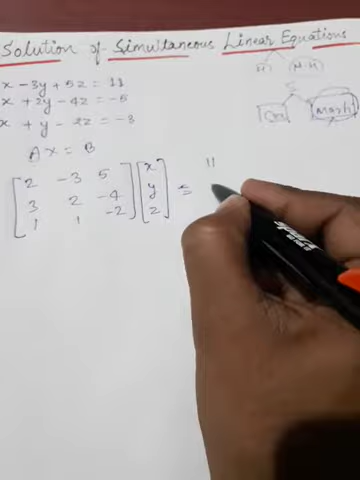 Solution of Simultaneous Linear Equations
x - 3y + 5z = 11
x + 2y - 4z = -5
x + y - 2z = -3
AX = B
[2 -3 5] [x] = 11
[3 2 -4] [y]
[1 1 -2] [z]